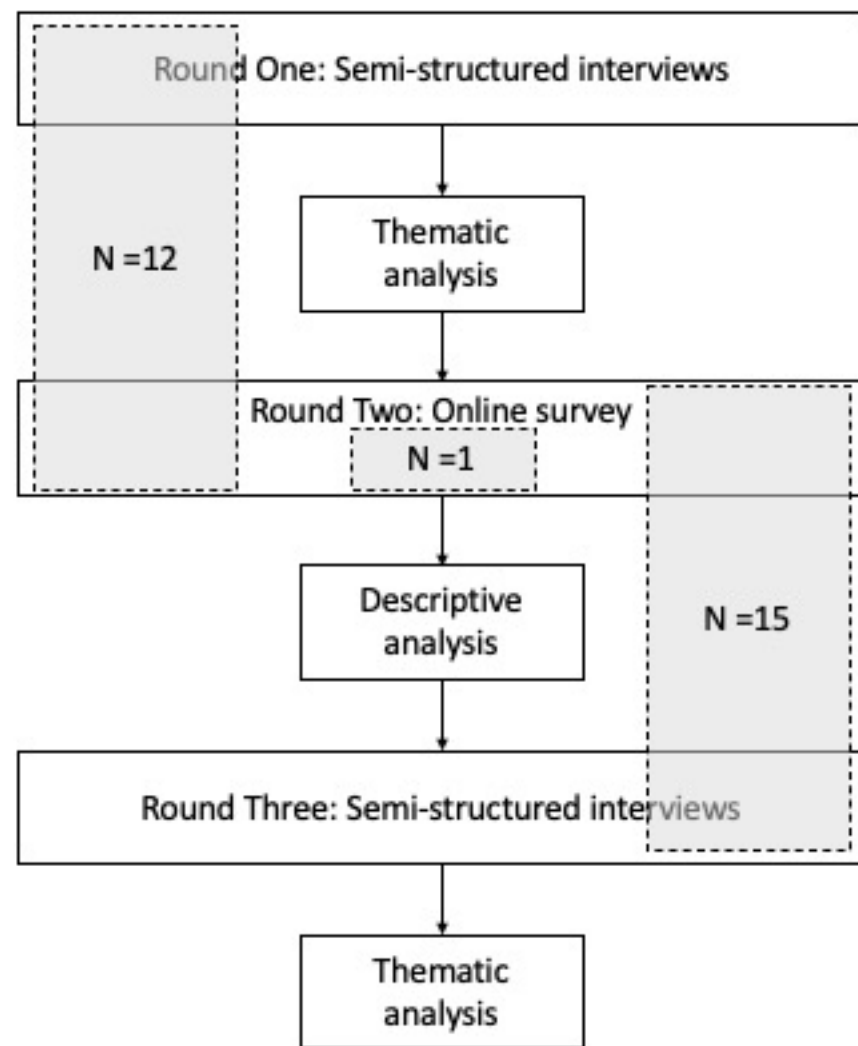 Round One: Semi-structured interviews
Thematic
analysis
N =12
Round Two: Online survey
N =1
Descriptive
analysis
N =15
Round Three: Semi-structured interviews
Thematic
analysis